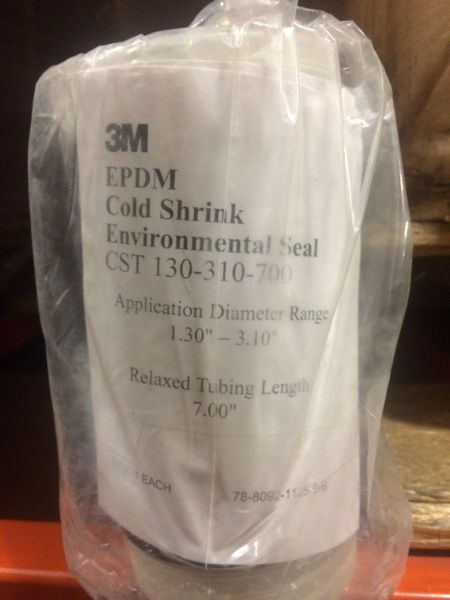 3M
EPDM
Cold Shrink
Environmental Seal
CST 130-310-700
Application Diameter Range
1.30" – 3.10"
Relaxed Tubing Length
7.00"
1 EACH